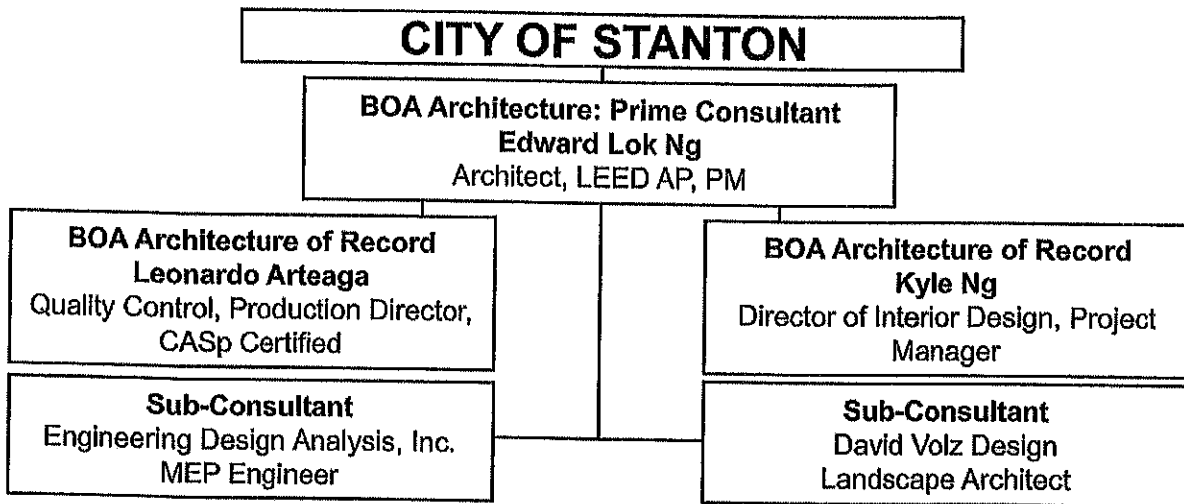 CITY OF STANTON
BOA Architecture: Prime Consultant
Edward Lok Ng
Architect, LEED AP, PM
BOA Architecture of Record
Leonardo Arteaga
Quality Control, Production Director,
CASp Certified
BOA Architecture of Record
Kyle Ng
Director of Interior Design, Project
Manager
Sub-Consultant
Engineering Design Analysis, Inc.
MEP Engineer
Sub-Consultant
David Volz Design
Landscape Architect